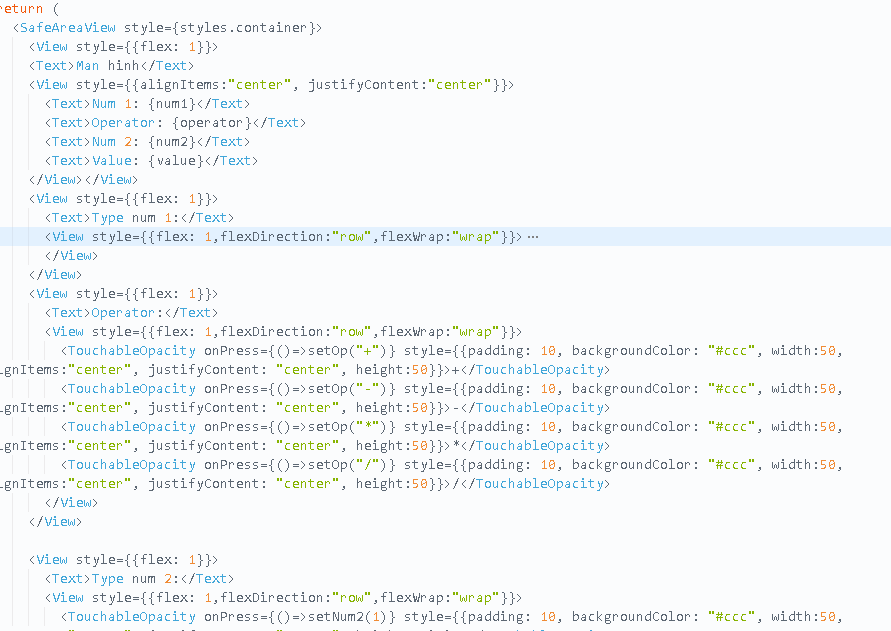 return (
<SafeAreaView style={styles.container}>
<View style={{flex: 1}}>
<Text>Man hinh</Text>
<View style={{alignItems:"center", justifyContent:"center"}}>
<Text>Num 1: {num1}</Text>
<Text>Operator: {operator}</Text>
<Text>Num 2: {num2}</Text>
<Text>Value: {value}</Text>
</View></View>
<View style={{flex: 1}}>
<Text>Type num 1:</Text>
<View style={{flex: 1,flexDirection:"row",flexWrap:"wrap"}}>…
</View>
</View>
<View style={{flex: 1}}>
<Text>Operator:</Text>
<View style={{flex: 1,flexDirection:"row",flexWrap:"wrap"}}>
<TouchableOpacity onPress={()=>setOp("+")} style={{padding: 10, backgroundColor: "#ccc", width:50,
ignItems:"center", justifyContent: "center", height:50}}>+</TouchableOpacity>
<TouchableOpacity onPress={()=>setOp("-")} style={{padding: 10, backgroundColor: "#ccc", width:50,
ignItems:"center", justifyContent: "center", height:50}}>-</TouchableOpacity>
<TouchableOpacity onPress={()=>setOp("*")} style={{padding: 10, backgroundColor: "#ccc", width:50,
ignItems:"center", justifyContent: "center", height:50}}>*</TouchableOpacity>
<TouchableOpacity onPress={()=>setOp("/")} style={{padding: 10, backgroundColor: "#ccc", width:50,
ignItems:"center", justifyContent: "center", height:50}}>/</TouchableOpacity>
</View>
</View>
<View style={{flex: 1}}>
<Text>Type num 2:</Text>
<View style={{flex: 1,flexDirection:"row",flexWrap:"wrap"}}>
<TouchableOpacity onPress={()=>setNum2(1)} style={{padding: 10, backgroundColor: "#ccc", width:50,